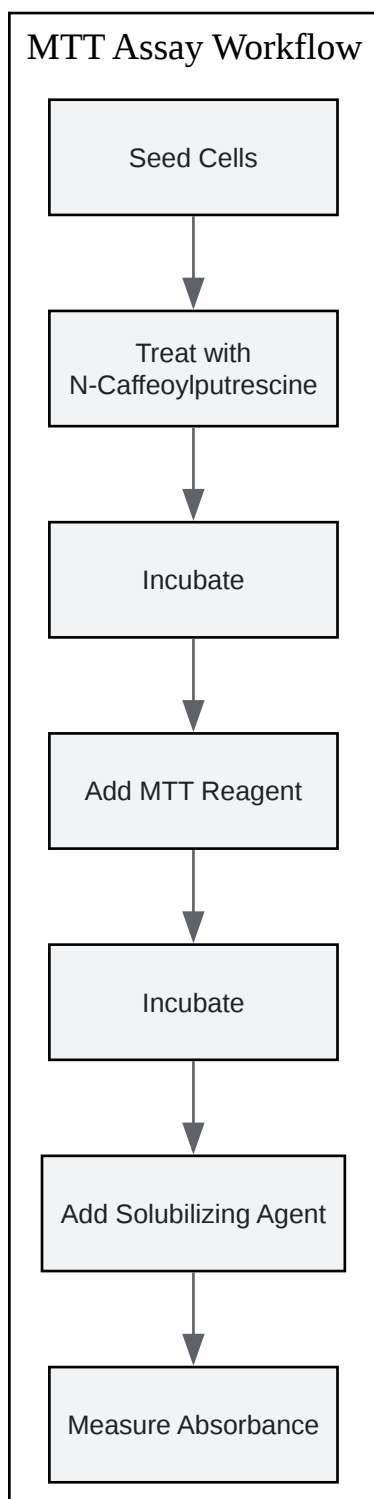 MTT Assay Workflow
Seed Cells
Treat with
N-Caffeoylputrescine
Incubate
Add MTT Reagent
Incubate
Add Solubilizing Agent
Measure Absorbance